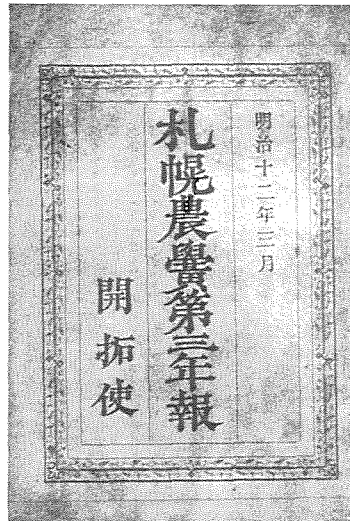 明治十二年三月
札幌農黌第三年報
開拓使